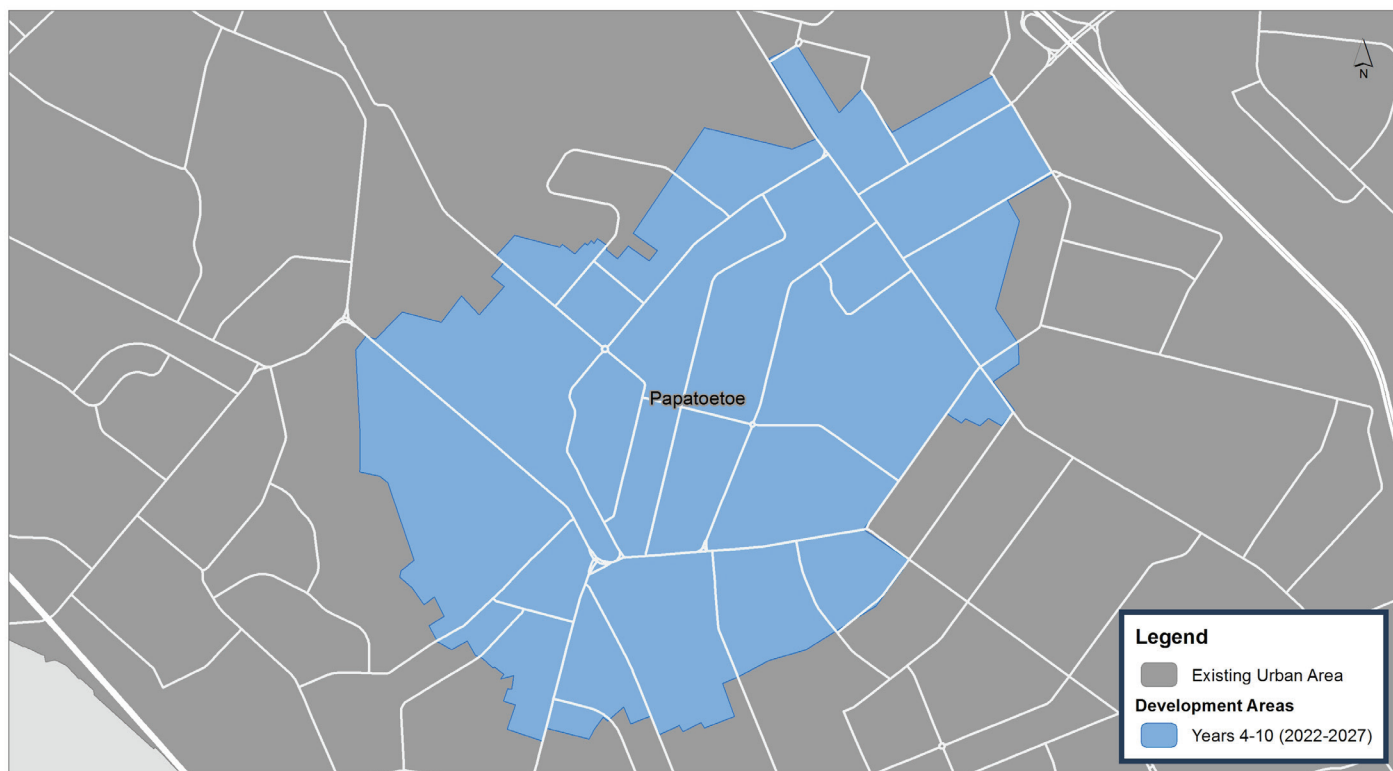 N
Papatoetoe
Legend
Existing Urban Area
Development Areas
Years 4-10 (2022-2027)